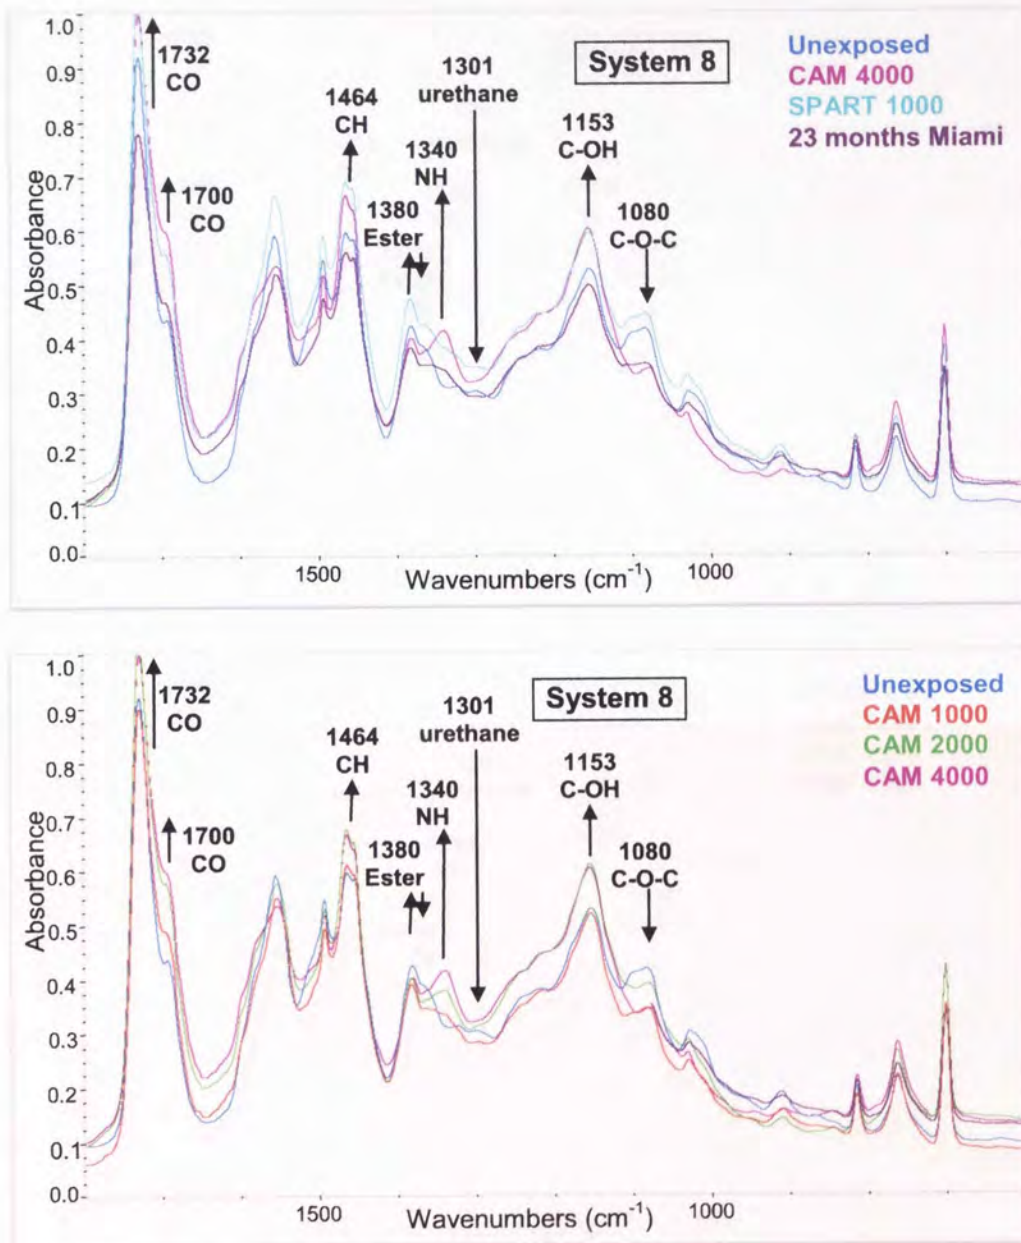 1.0
0.9
0.8
0.7
0.6
0.5
0.4
0.3
0.2
0.1
0.0
Absorbance
1732
CO
1700
CO
1464
CH
1380
Ester
1340
NH
1301
urethane
System 8
1153
C-OH
1080
C-O-C
Unexposed
CAM 4000
SPART 1000
23 months Miami
1500
Wavenumbers (cm-1)
1000
1.0
0.9
0.8
0.7
0.6
0.5
0.4
0.3
0.2
0.1
0.0
Absorbance
1732
CO
1700
CO
1464
CH
1380
Ester
1340
NH
1301
urethane
System 8
1153
C-OH
1080
C-O-C
Unexposed
CAM 1000
CAM 2000
CAM 4000
1500
Wavenumbers (cm-1)
1000